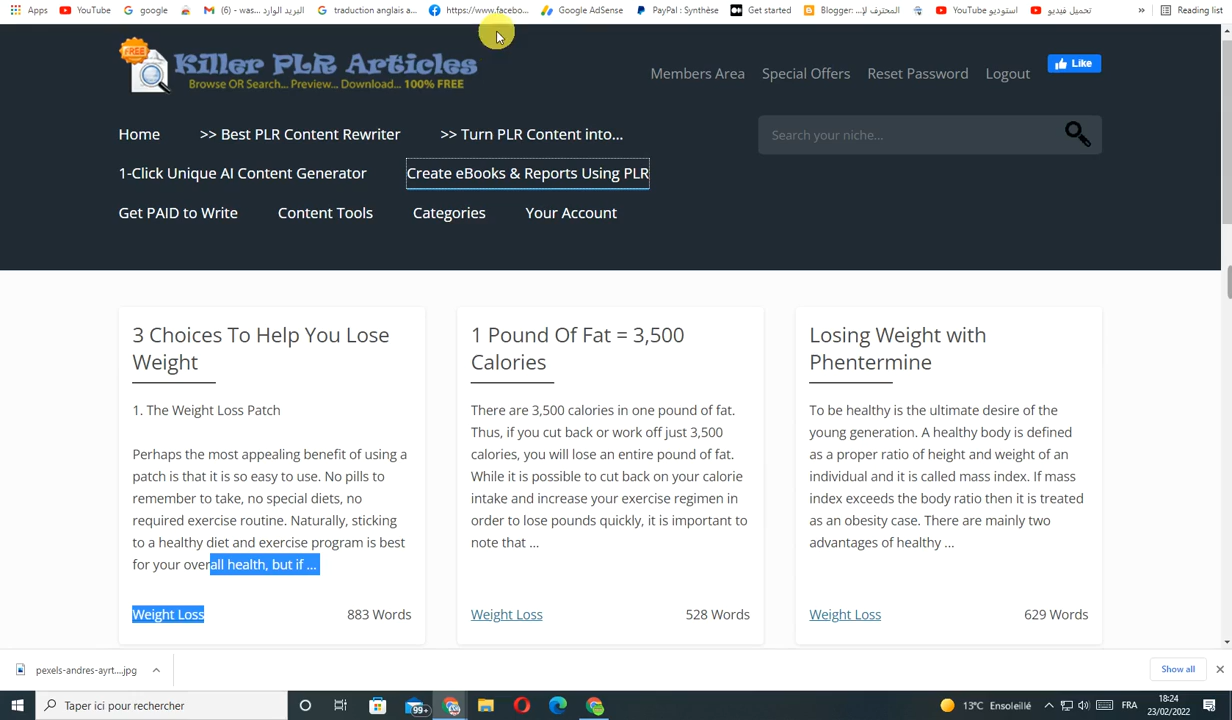 Apps YouTube google (6) - was... البريد الوارد traduction anglais a... https://www.facebo... Google AdSense PayPal : Synthèse Get started Blogger: ...المحترف لإ استوديو YouTube تحميل فيديو » Reading list
FREE
Killer PLR Articles
Browse OR Search... Preview... Download... 100% FREE
Members Area Special Offers Reset Password Logout Like
Home >> Best PLR Content Rewriter >> Turn PLR Content into... Search your niche...
1-Click Unique AI Content Generator Create eBooks & Reports Using PLR
Get PAID to Write Content Tools Categories Your Account
3 Choices To Help You Lose
Weight
1. The Weight Loss Patch
Perhaps the most appealing benefit of using a
patch is that it is so easy to use. No pills to
remember to take, no special diets, no
required exercise routine. Naturally, sticking
to a healthy diet and exercise program is best
for your overall health, but if ...
Weight Loss 883 Words
1 Pound Of Fat = 3,500
Calories
There are 3,500 calories in one pound of fat.
Thus, if you cut back or work off just 3,500
calories, you will lose an entire pound of fat.
While it is possible to cut back on your calorie
intake and increase your exercise regimen in
order to lose pounds quickly, it is important to
note that ...
Weight Loss 528 Words
Losing Weight with
Phentermine
To be healthy is the ultimate desire of the
young generation. A healthy body is defined
as a proper ratio of height and weight of an
individual and it is called mass index. If mass
index exceeds the body ratio then it is treated
as an obesity case. There are mainly two
advantages of healthy ...
Weight Loss 629 Words
pexels-andres-ayrt....jpg Show all
Taper ici pour rechercher 99+ 13°C Ensoleillé FRA 18:24
23/02/2022